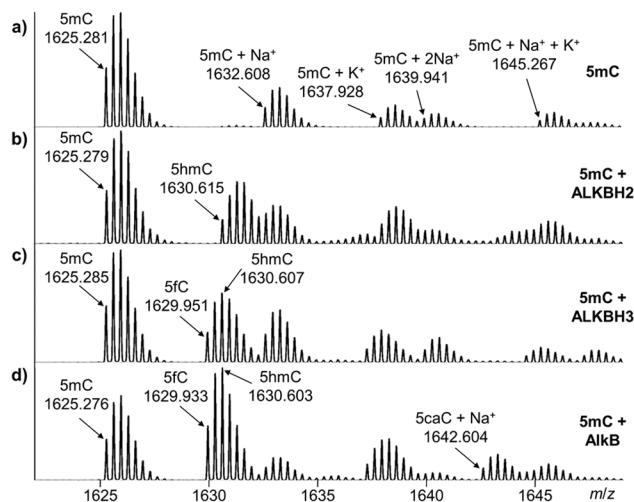 a)
5mC
1625.281
5mC + Na⁺
1632.608
5mC + K⁺
1637.928
5mC + 2Na⁺
1639.941
5mC + Na⁺ + K⁺
1645.267
5mC
b)
5mC
1625.279
5hmC
1630.615
5mC +
ALKBH2
c)
5mC
1625.285
5fC
1629.951
5hmC
1630.607
5mC +
ALKBH3
d)
5mC
1625.276
5fC
1629.933
5hmC
1630.603
5caC + Na⁺
1642.604
5mC +
AlkB
1625 1630 1635 1640 1645 m/z